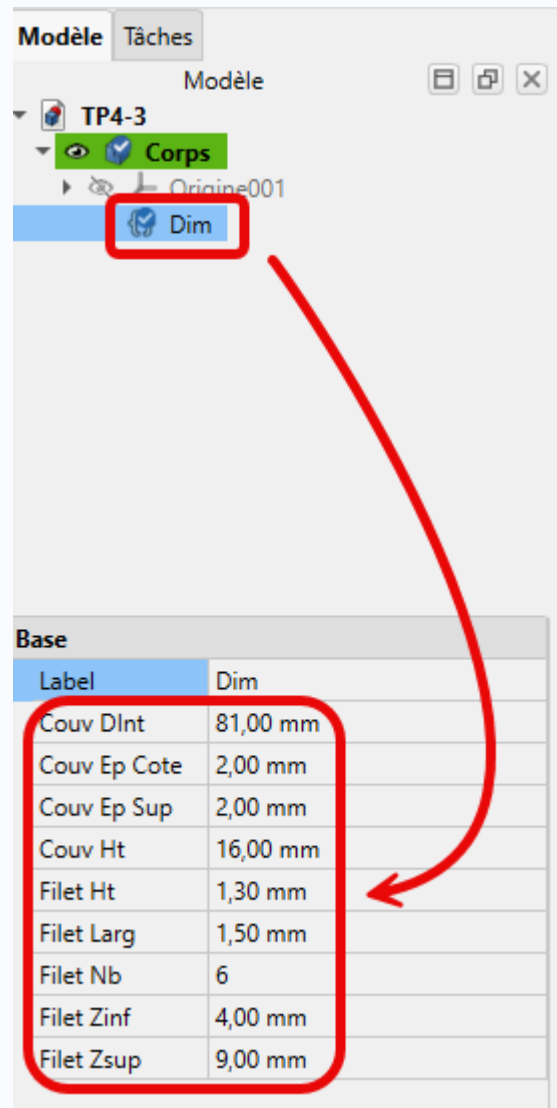 Modèle Tâches
Modèle
TP4-3
Corps
Origine001
Dim
Base
Label Dim
Couv DInt 81,00 mm
Couv Ep Cote 2,00 mm
Couv Ep Sup 2,00 mm
Couv Ht 16,00 mm
Filet Ht 1,30 mm
Filet Larg 1,50 mm
Filet Nb 6
Filet Zinf 4,00 mm
Filet Zsup 9,00 mm